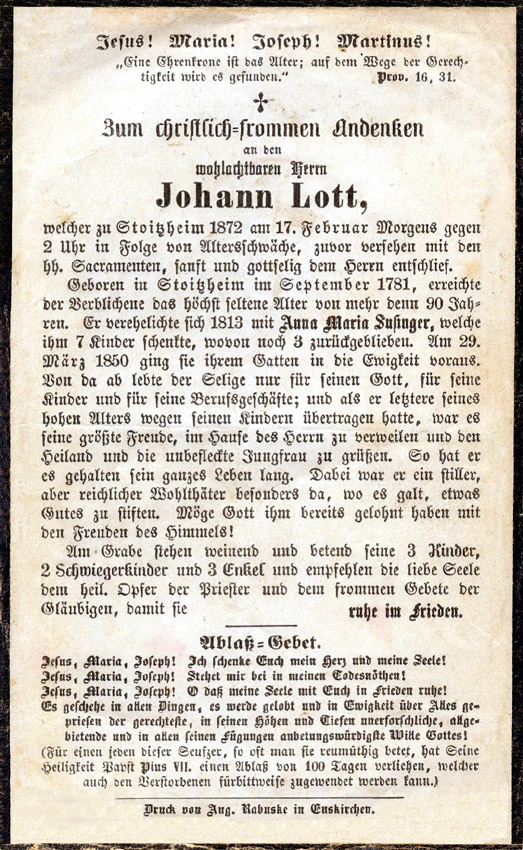 Jesus! Maria! Joseph! Martinus!
„Eine Ehrenkrone ist das Alter; auf dem Wege der Gerech-
tigkeit wird es gefunden.“ Prov. 16, 31.
Zum christlich=frommen Andenken
an den
wohlachtbaren Herrn
Johann Lott,
welcher zu Stoitzheim 1872 am 17. Februar Morgens gegen
2 Uhr in Folge von Altersschwäche, zuvor versehen mit den
hh. Sacramenten, sanft und gottselig dem Herrn entschlief.
Geboren in Stoitzheim im September 1781, erreichte
der Verblichene das höchst seltene Alter von mehr denn 90 Jah-
ren. Er verehelichte sich 1813 mit Anna Maria Susinger, welche
ihm 7 Kinder schenkte, wovon noch 3 zurückgeblieben. Am 29.
März 1850 ging sie ihrem Gatten in die Ewigkeit voraus.
Von da ab lebte der Selige nur für seinen Gott, für seine
Kinder und für seine Berufsgeschäfte; und als er letztere seines
hohen Alters wegen seinen Kindern übertragen hatte, war es
seine größte Freude, im Hause des Herrn zu verweilen und den
Heiland und die unbefleckte Jungfrau zu grüßen. So hat er
es gehalten sein ganzes Leben lang. Dabei war er ein stiller,
aber reichlicher Wohlthäter besonders da, wo es galt, etwas
Gutes zu stiften. Möge Gott ihm bereits gelohnt haben mit
den Freuden des Himmels!
Am Grabe stehen weinend und betend seine 3 Kinder,
2 Schwiegerkinder und 3 Enkel und empfehlen die liebe Seele
dem heil. Opfer der Priester und dem frommen Gebete der
Gläubigen, damit sie ruhe im Frieden.
Ablaß=Gebet.
Jesus, Maria, Joseph! Ich schenke Euch mein Herz und meine Seele!
Jesus, Maria, Joseph! Stehet mir bei in meinen Todesnöthen!
Jesus, Maria, Joseph! O daß meine Seele mit Euch in Frieden ruhe!
Es geschehe in allen Dingen, es werde gelobt und in Ewigkeit über Alles ge-
priesen der gerechteste, in seinen Höhen und Tiefen unerforschliche, allge-
bietende und in allen seinen Fügungen anbetungswürdigste Wille Gottes!
(Für einen jeden dieser Seufzer, so oft man sie reumüthig betet, hat Seine
Heiligkeit Papst Pius VII. einen Ablaß von 100 Tagen verliehen, welcher
auch den Verstorbenen fürbittweise zugewendet werden kann.)
Druck von Aug. Rabuske in Euskirchen.